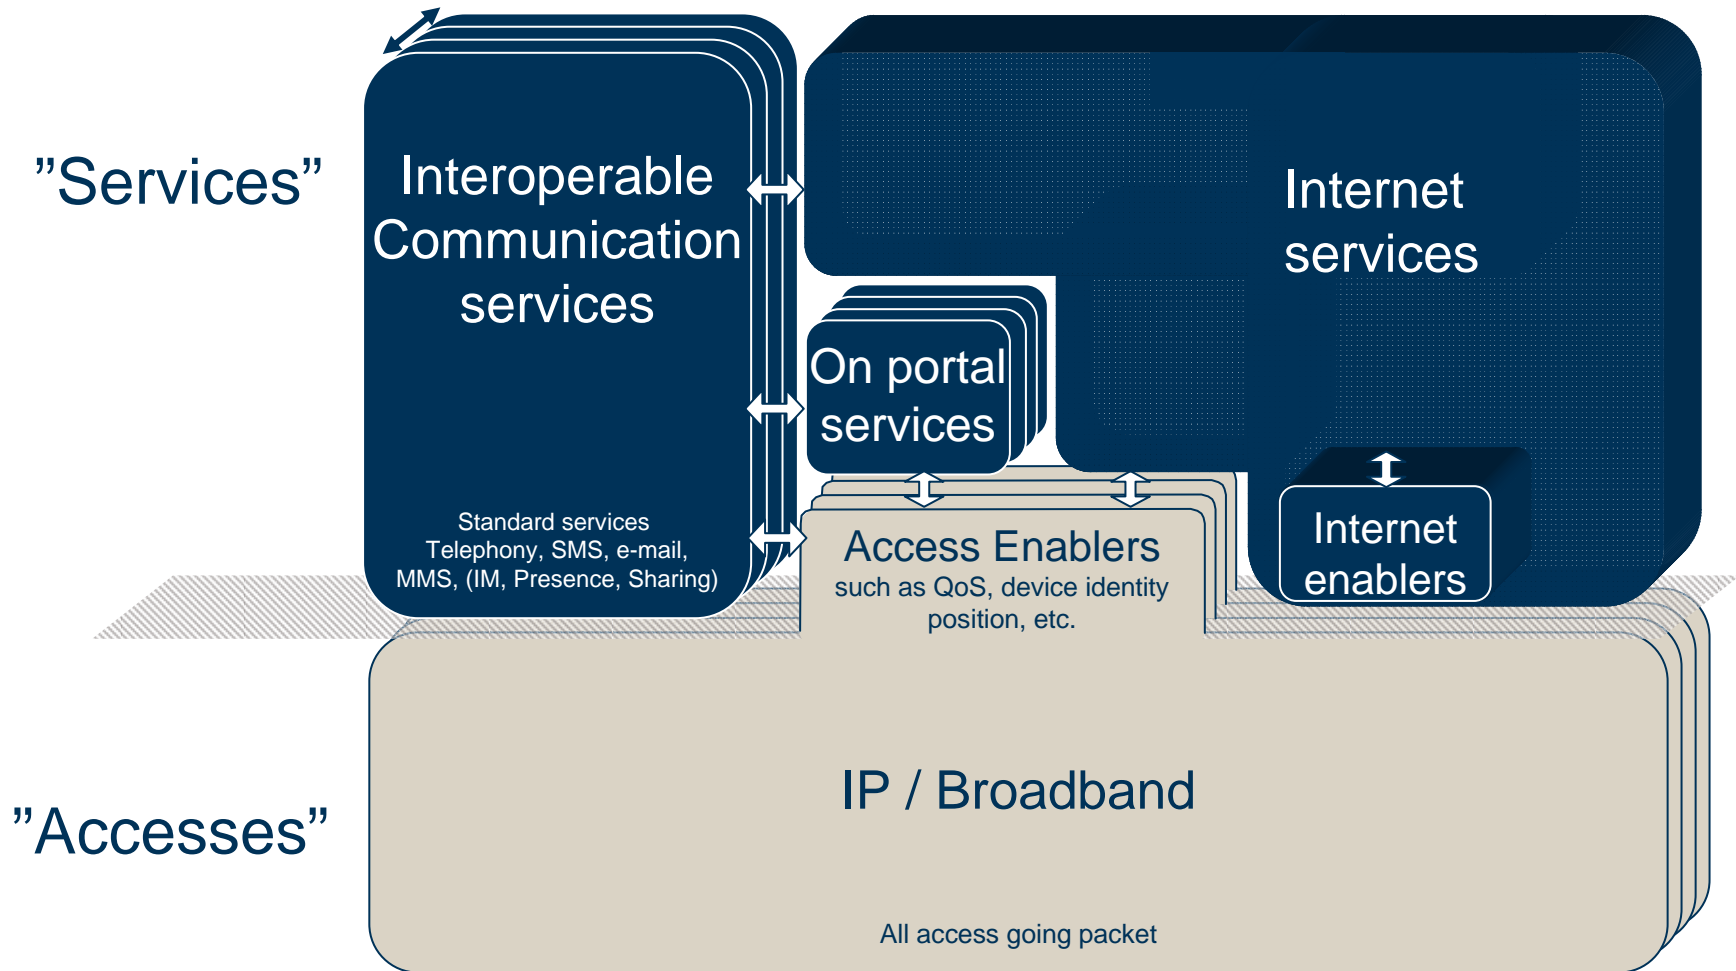 ”Services”
Interoperable
Communication
services
Standard services
Telephony, SMS, e-mail,
MMS, (IM, Presence, Sharing)
Internet
services
On portal
services
Access Enablers
such as QoS, device identity
position, etc.
Internet
enablers
”Accesses”
IP / Broadband
All access going packet